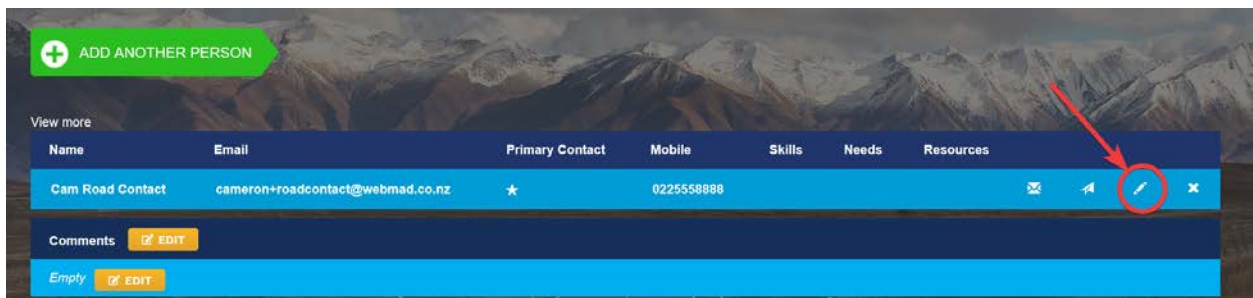 ADD ANOTHER PERSON
View more
Name Email Primary Contact Mobile Skills Needs Resources
Cam Road Contact cameron+roadcontact@webmad.co.nz ★ 0225558888
Comments EDIT
Empty EDIT